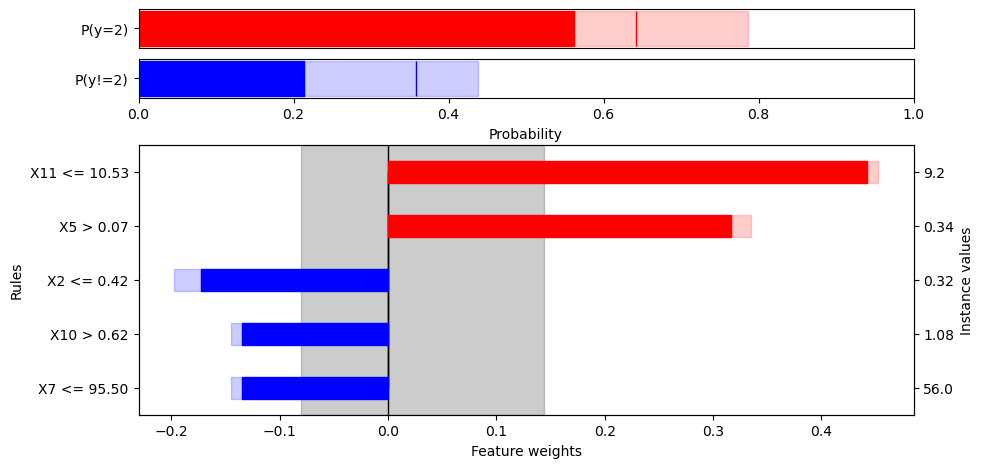 P(y=2)
P(y!=2)
0.0 0.2 0.4 0.6 0.8 1.0
Probability
X11 <= 10.53 9.2
X5 > 0.07 0.34
X2 <= 0.42 0.32
X10 > 0.62 1.08
X7 <= 95.50 56.0
Rules
Instance values
−0.2 −0.1 0.0 0.1 0.2 0.3 0.4
Feature weights